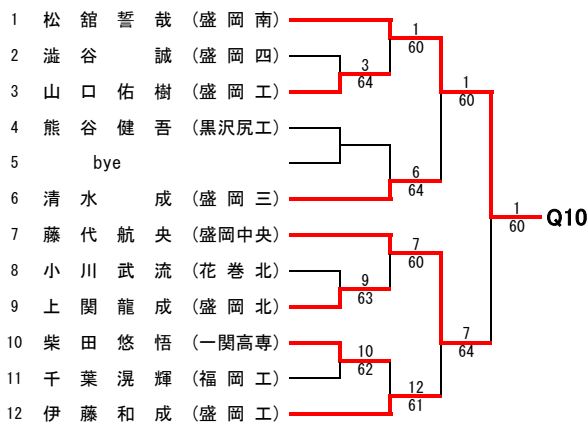 1 松舘誓哉 (盛岡南)
2 澁谷誠 (盛岡四)
3 山口佑樹 (盛岡工)
4 熊谷健吾 (黒沢尻工)
5 bye
6 清水成 (盛岡三)
7 藤代航央 (盛岡中央)
8 小川武流 (花巻北)
9 上関龍成 (盛岡北)
10 柴田悠悟 (一関高専)
11 千葉滉輝 (福岡工)
12 伊藤和成 (盛岡工)
3
64
9
63
10
62
1
60
6
64
7
60
12
61
1
60
7
64
1
60
Q10